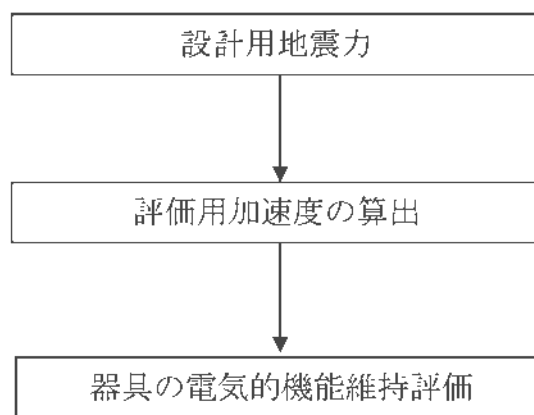 設計用地震力
評価用加速度の算出
器具の電気的機能維持評価